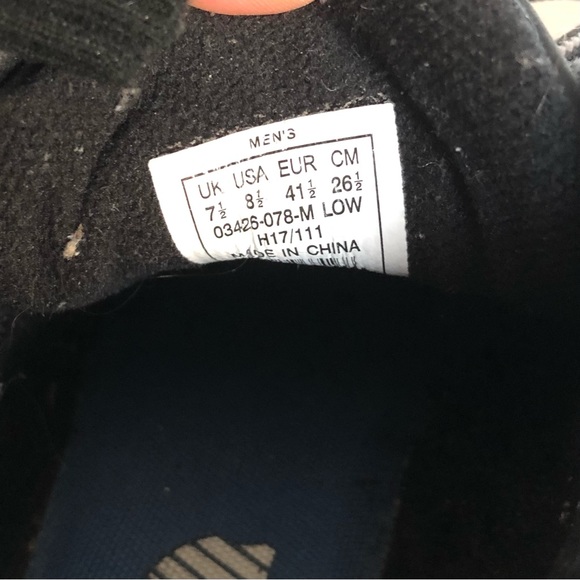 MEN'S
UK USA EUR CM
7½ 8½ 41½ 26½
03426-078-M LOW
H17/111
MADE IN CHINA